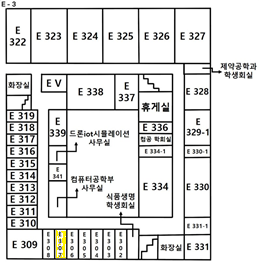 E - 3
E 322
E 323
E 324
E 325
E 326
E 327
제약공학과
학생회실
화장실
E V
E 338
E 337
휴게실
E 328
E 319
E 318
E 317
E 316
E 315
E 314
E 313
E 312
E 311
E 310
E 339
드론iot시뮬레이션
사무실
E 341
컴퓨터공학부
사무실
식품생명
학생회실
E 336
컴공 학회실
E 334-1
E 334
E 329-1
E 330-1
E 330
E 331-1
E 331
E 309
E 308
E 307
E 306
E 305
E 304
E 303
E 302
화장실